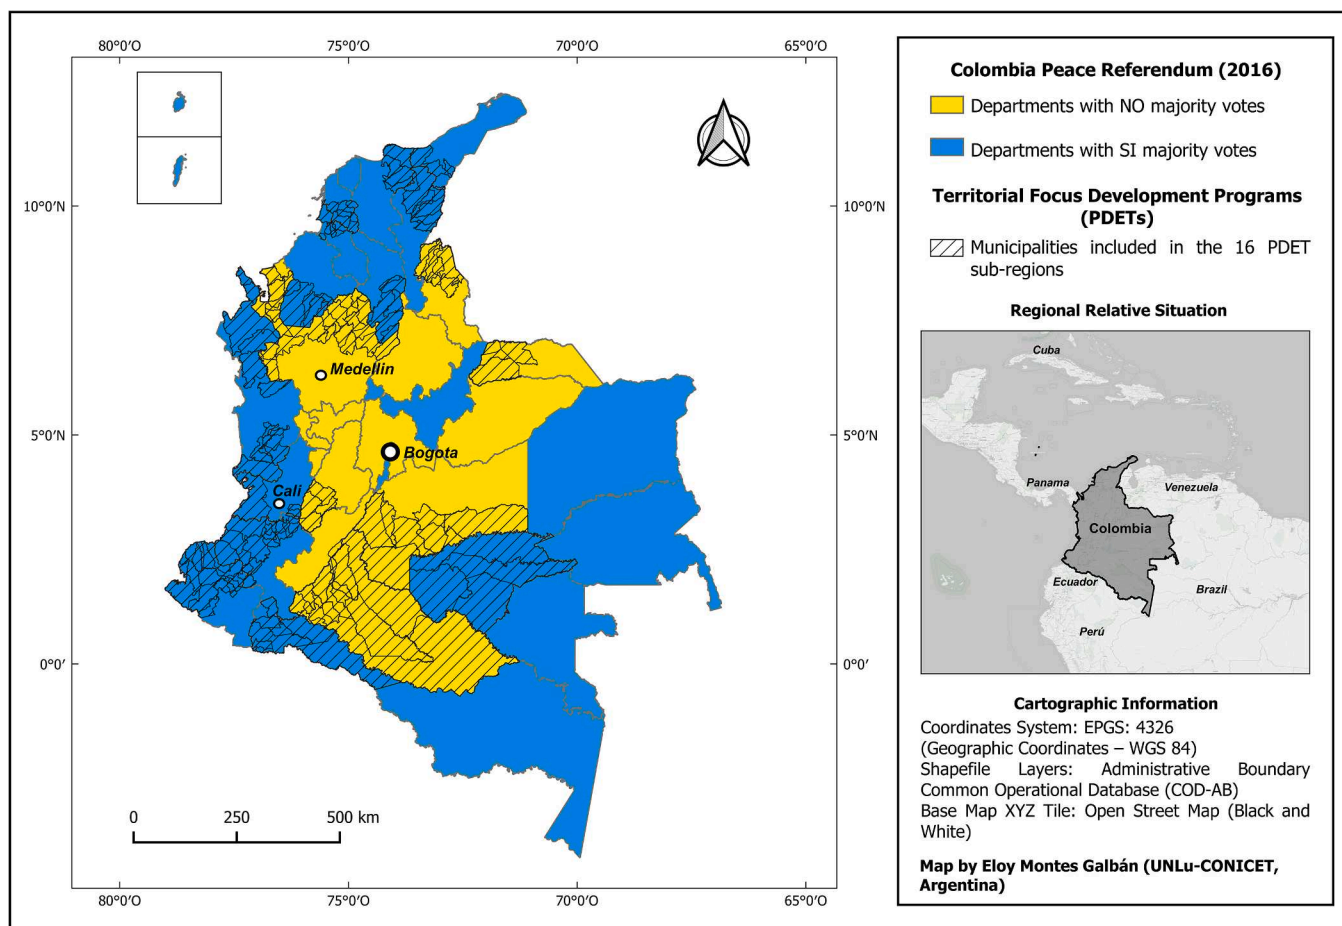 80°0'O 75°0'O 70°0'O 65°0'O
10°0'N 10°0'N
Medellin
5°0'N 5°0'N
Bogota
Cali
0°0' 0°0'
0 250 500 km
80°0'O 75°0'O 70°0'O 65°0'O
Colombia Peace Referendum (2016)
Departments with NO majority votes
Departments with SI majority votes
Territorial Focus Development Programs
(PDETs)
Municipalities included in the 16 PDET
sub-regions
Regional Relative Situation
Cuba
Panama
Venezuela
Colombia
Ecuador
Brazil
Perú
Cartographic Information
Coordinates System: EPGS: 4326
(Geographic Coordinates – WGS 84)
Shapefile Layers: Administrative Boundary
Common Operational Database (COD-AB)
Base Map XYZ Tile: Open Street Map (Black and
White)
Map by Eloy Montes Galbán (UNLu-CONICET,
Argentina)